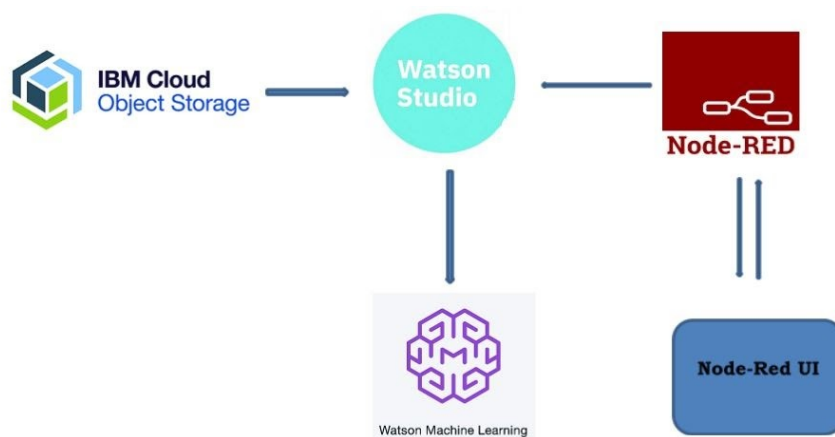 IBM Cloud
Object Storage
Watson
Studio
Node-RED
Watson Machine Learning
Node-Red UI